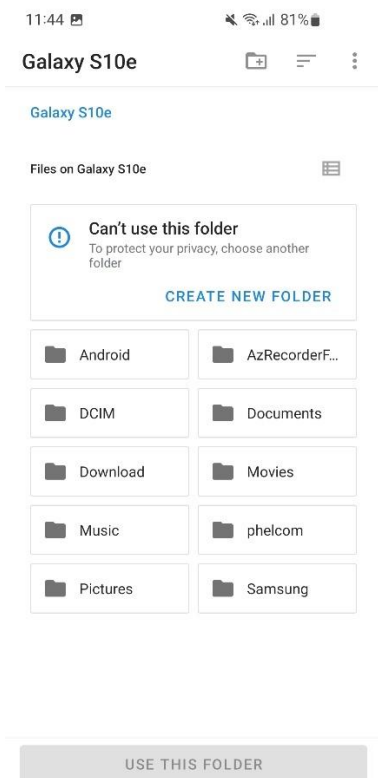 11:44 81%
Galaxy S10e
Galaxy S10e
Files on Galaxy S10e
Can't use this folder
To protect your privacy, choose another
folder
CREATE NEW FOLDER
Android AzRecorderF...
DCIM Documents
Download Movies
Music phelcom
Pictures Samsung
USE THIS FOLDER